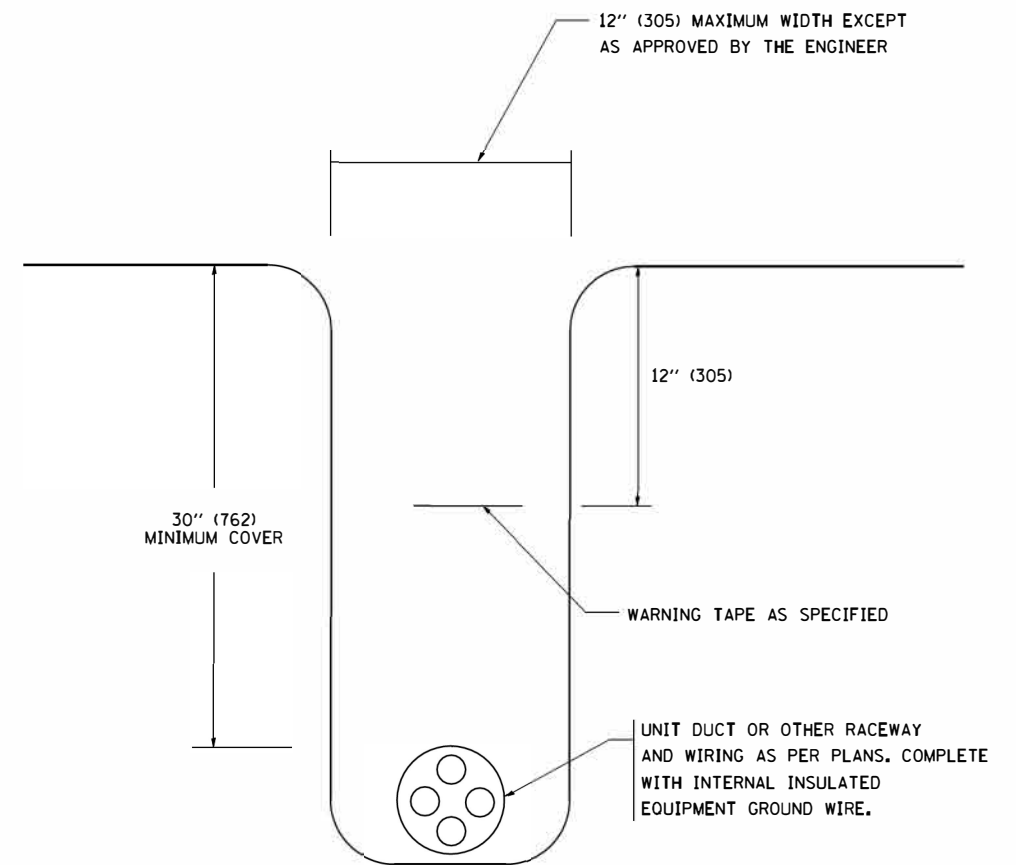 12'' (305) MAXIMUM WIDTH EXCEPT
AS APPROVED BY THE ENGINEER
12'' (305)
30'' (762)
MINIMUM COVER
WARNING TAPE AS SPECIFIED
UNIT DUCT OR OTHER RACEWAY
AND WIRING AS PER PLANS. COMPLETE
WITH INTERNAL INSULATED
EQUIPMENT GROUND WIRE.